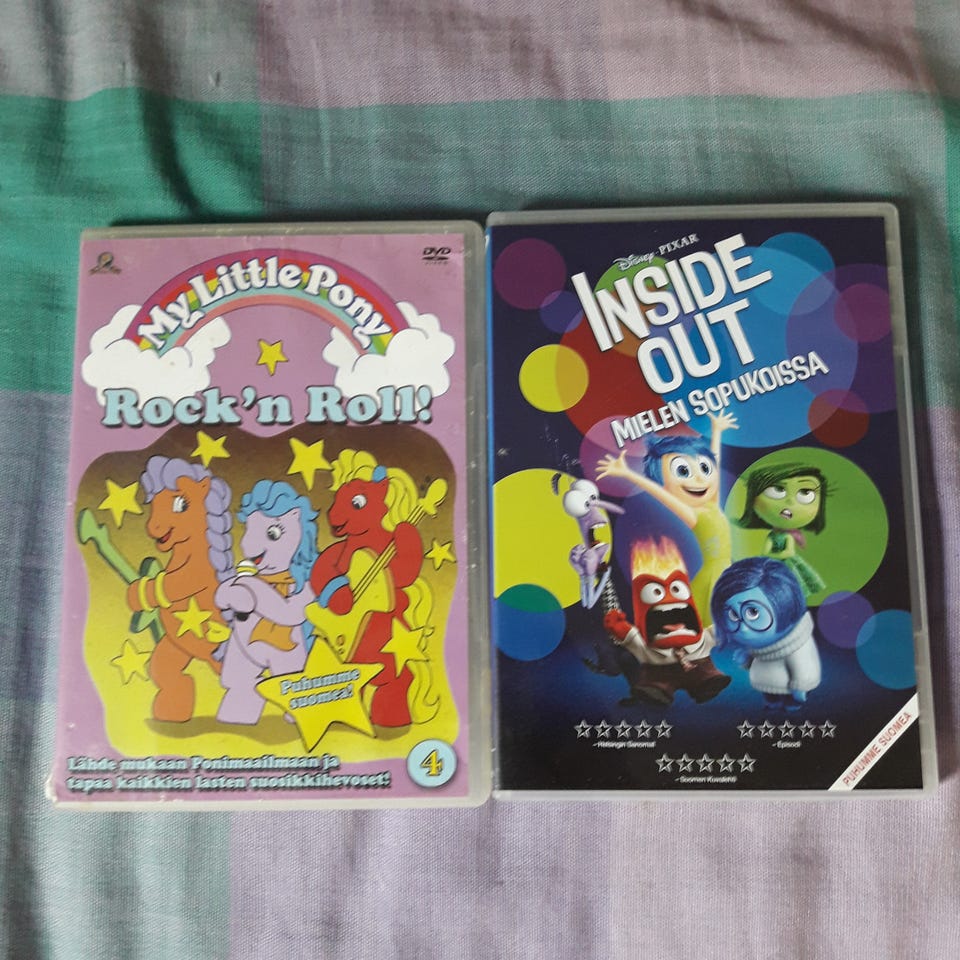 DVD
VIDEO
My Little Pony
Rock'n Roll!
Puhumme
suomea!
Lähde mukaan Ponimaailmaan ja
tapaa kaikkien lasten suosikkihevoset!
4
Disney · PIXAR
INSIDE
OUT
MIELEN SOPUKOISSA
– Helsingin Sanomat
– Episodi
– Suomen Kuvalehti
PUHUMME SUOMEA